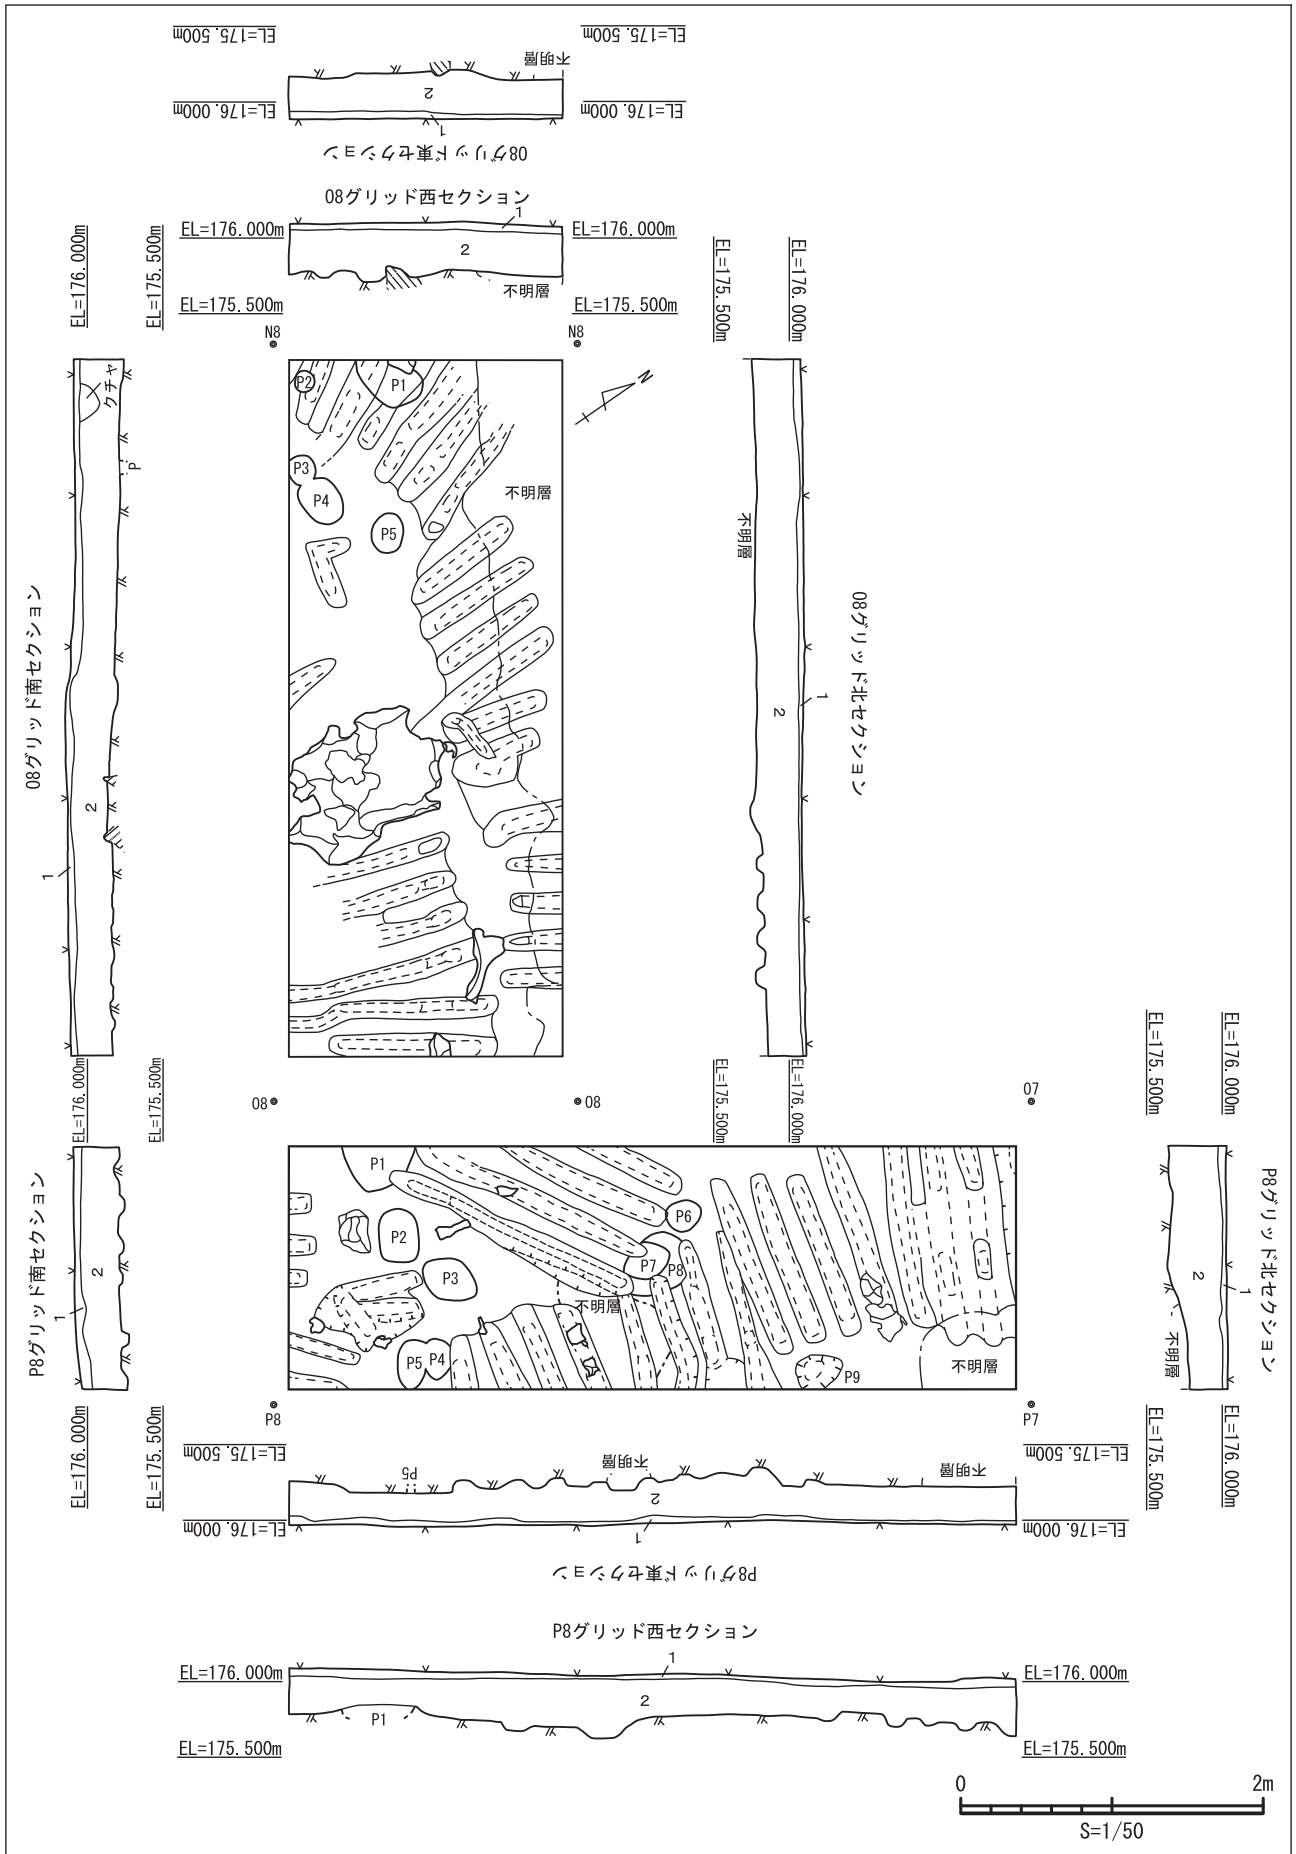 EL=175.500m
EL=175.500m
不明層
2
EL=176.000m
EL=176.000m
1
O8グリッド東セクション
O8グリッド西セクション
1
EL=176.000m
EL=176.000m
2
不明層
EL=175.500m
EL=175.500m
EL=176.000m
EL=175.500m
EL=175.500m
EL=176.000m
N8
N8
クチャ
P
O8グリッド南セクション
2
1
EL=176.000m
EL=175.500m
N
P2
P1
P3
P4
P5
不明層
不明層
2
1
O8グリッド北セクション
EL=175.500m
EL=176.000m
O8
O8
O7
EL=175.500m
EL=176.000m
P8グリッド南セクション
2
1
EL=176.000m
EL=175.500m
P1
P2
P3
P5
P4
P6
P7
P8
不明層
P9
不明層
2
1
不明層
P8グリッド北セクション
EL=175.500m
EL=176.000m
P8
P7
EL=175.500m
EL=175.500m
P5
不明層
不明層
2
EL=176.000m
EL=176.000m
1
P8グリッド東セクション
P8グリッド西セクション
1
EL=176.000m
EL=176.000m
2
P1
EL=175.500m
EL=175.500m
0
2m
S=1/50